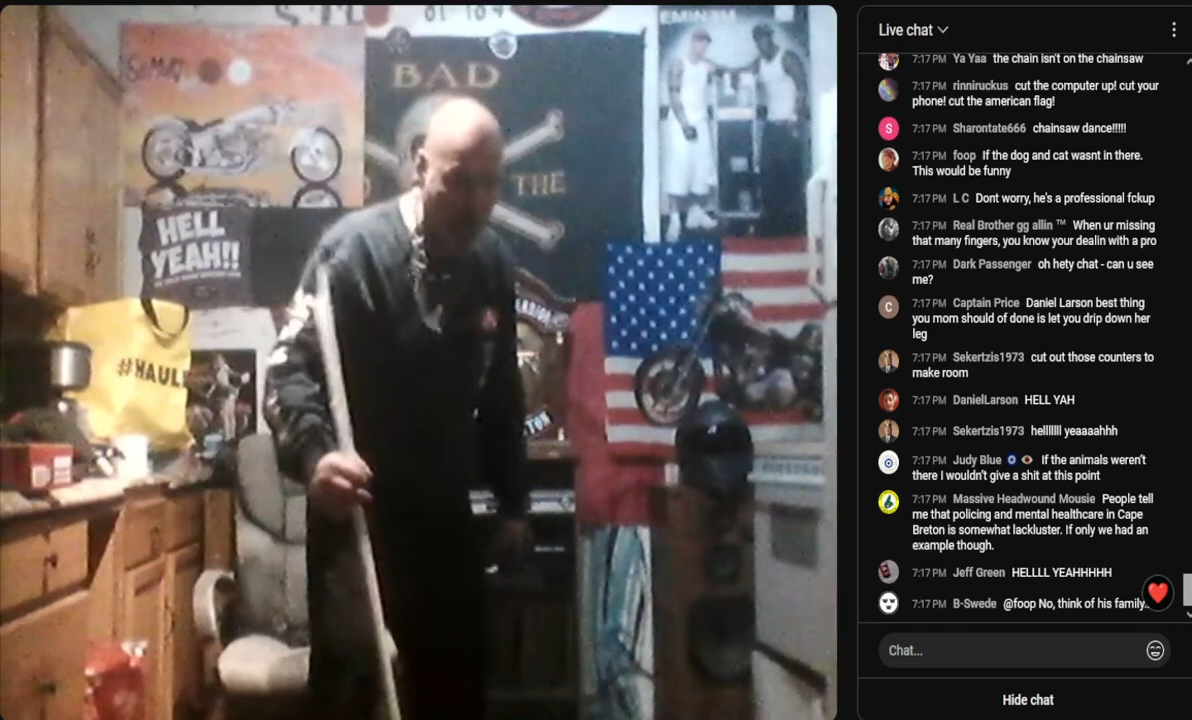 EMINEM
BAD
THE
HELL
YEAH!!
#HAUL
Live chat
7:17 PM Ya Yaa the chain isn't on the chainsaw
7:17 PM rinniruckus cut the computer up! cut your
phone! cut the american flag!
S
7:17 PM Sharontate666 chainsaw dance!!!!!
7:17 PM foop If the dog and cat wasnt in there.
This would be funny
7:17 PM L C Dont worry, he's a professional fckup
7:17 PM Real Brother gg allin ™ When ur missing
that many fingers, you know your dealin with a pro
7:17 PM Dark Passenger oh hety chat - can u see
me?
C
7:17 PM Captain Price Daniel Larson best thing
you mom should of done is let you drip down her
leg
7:17 PM Sekertzis1973 cut out those counters to
make room
7:17 PM DanielLarson HELL YAH
7:17 PM Sekertzis1973 helllllll yeaaaahhh
7:17 PM Judy Blue 🧿 👁 If the animals weren't
there I wouldn't give a shit at this point
7:17 PM Massive Headwound Mousie People tell
me that policing and mental healthcare in Cape
Breton is somewhat lackluster. If only we had an
example though.
7:17 PM Jeff Green HELLLL YEAHHHHH
7:17 PM B-Swede @foop No, think of his family.
Chat...
Hide chat